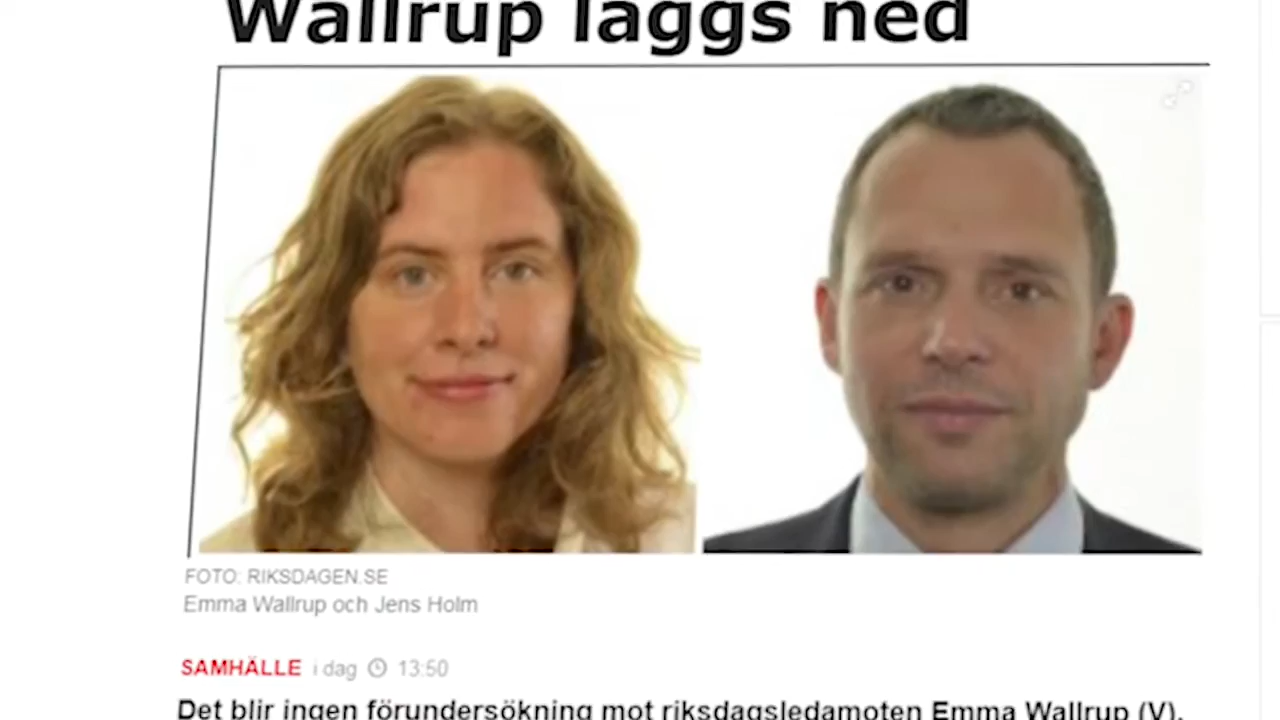 Wallrup läggs ned
FOTO: RIKSDAGEN.SE
Emma Wallrup och Jens Holm
SAMHÄLLE i dag 13:50
Det blir ingen förundersökning mot riksdagsledamoten Emma Wallrup (V).